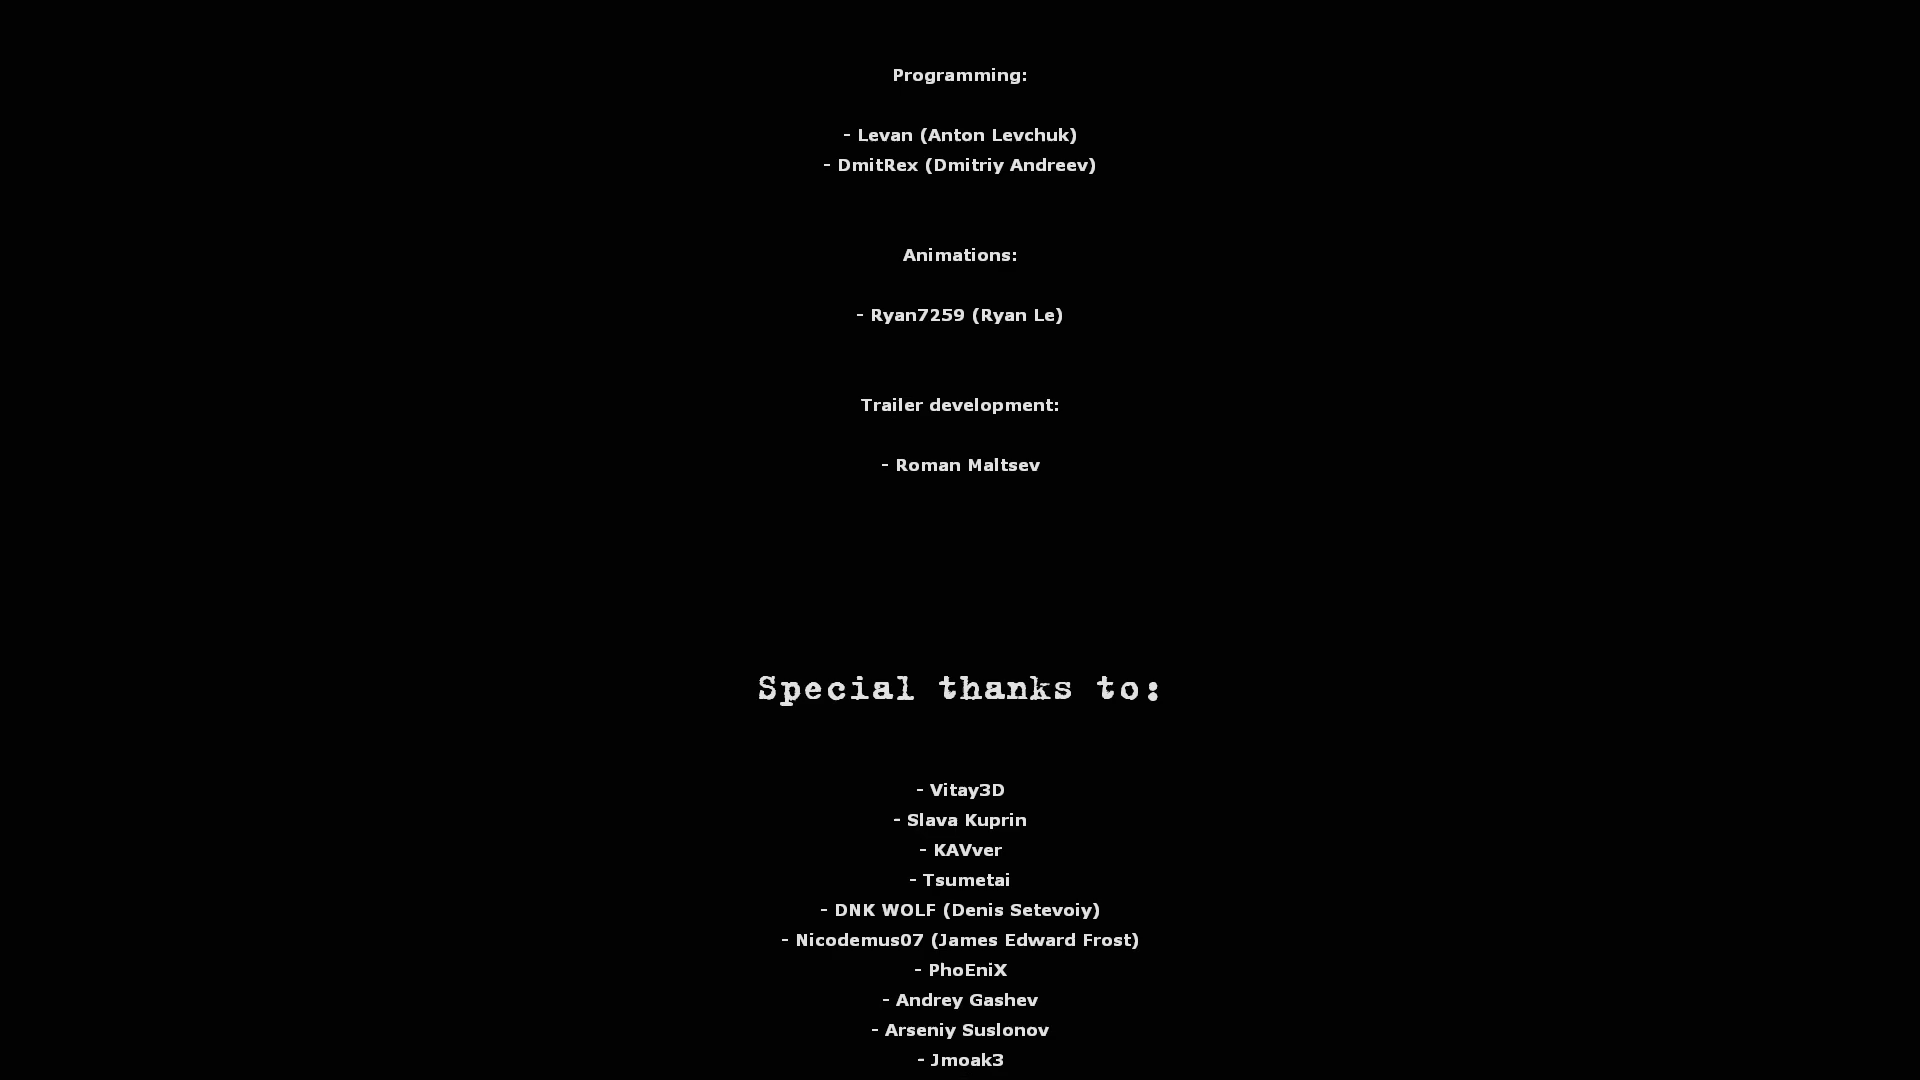 Programming:
- Levan (Anton Levchuk)
- DmitRex (Dmitriy Andreev)
Animations:
- Ryan7259 (Ryan Le)
Trailer development:
- Roman Maltsev
Special thanks to:
- Vitay3D
- Slava Kuprin
- KAVver
- Tsumetai
- DNK WOLF (Denis Setevoiy)
- Nicodemus07 (James Edward Frost)
- PhoEniX
- Andrey Gashev
- Arseniy Suslonov
- Jmoak3